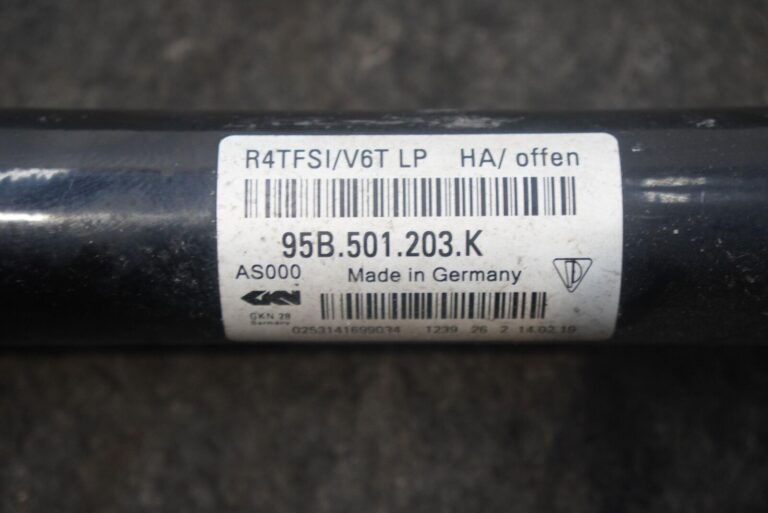 R4TFSI/V6T LP HA/ offen
95B.501.203.K
AS000 Made in Germany
GKN
GKN 28
Germany
0253141699034 1239 26 2 14.02.19